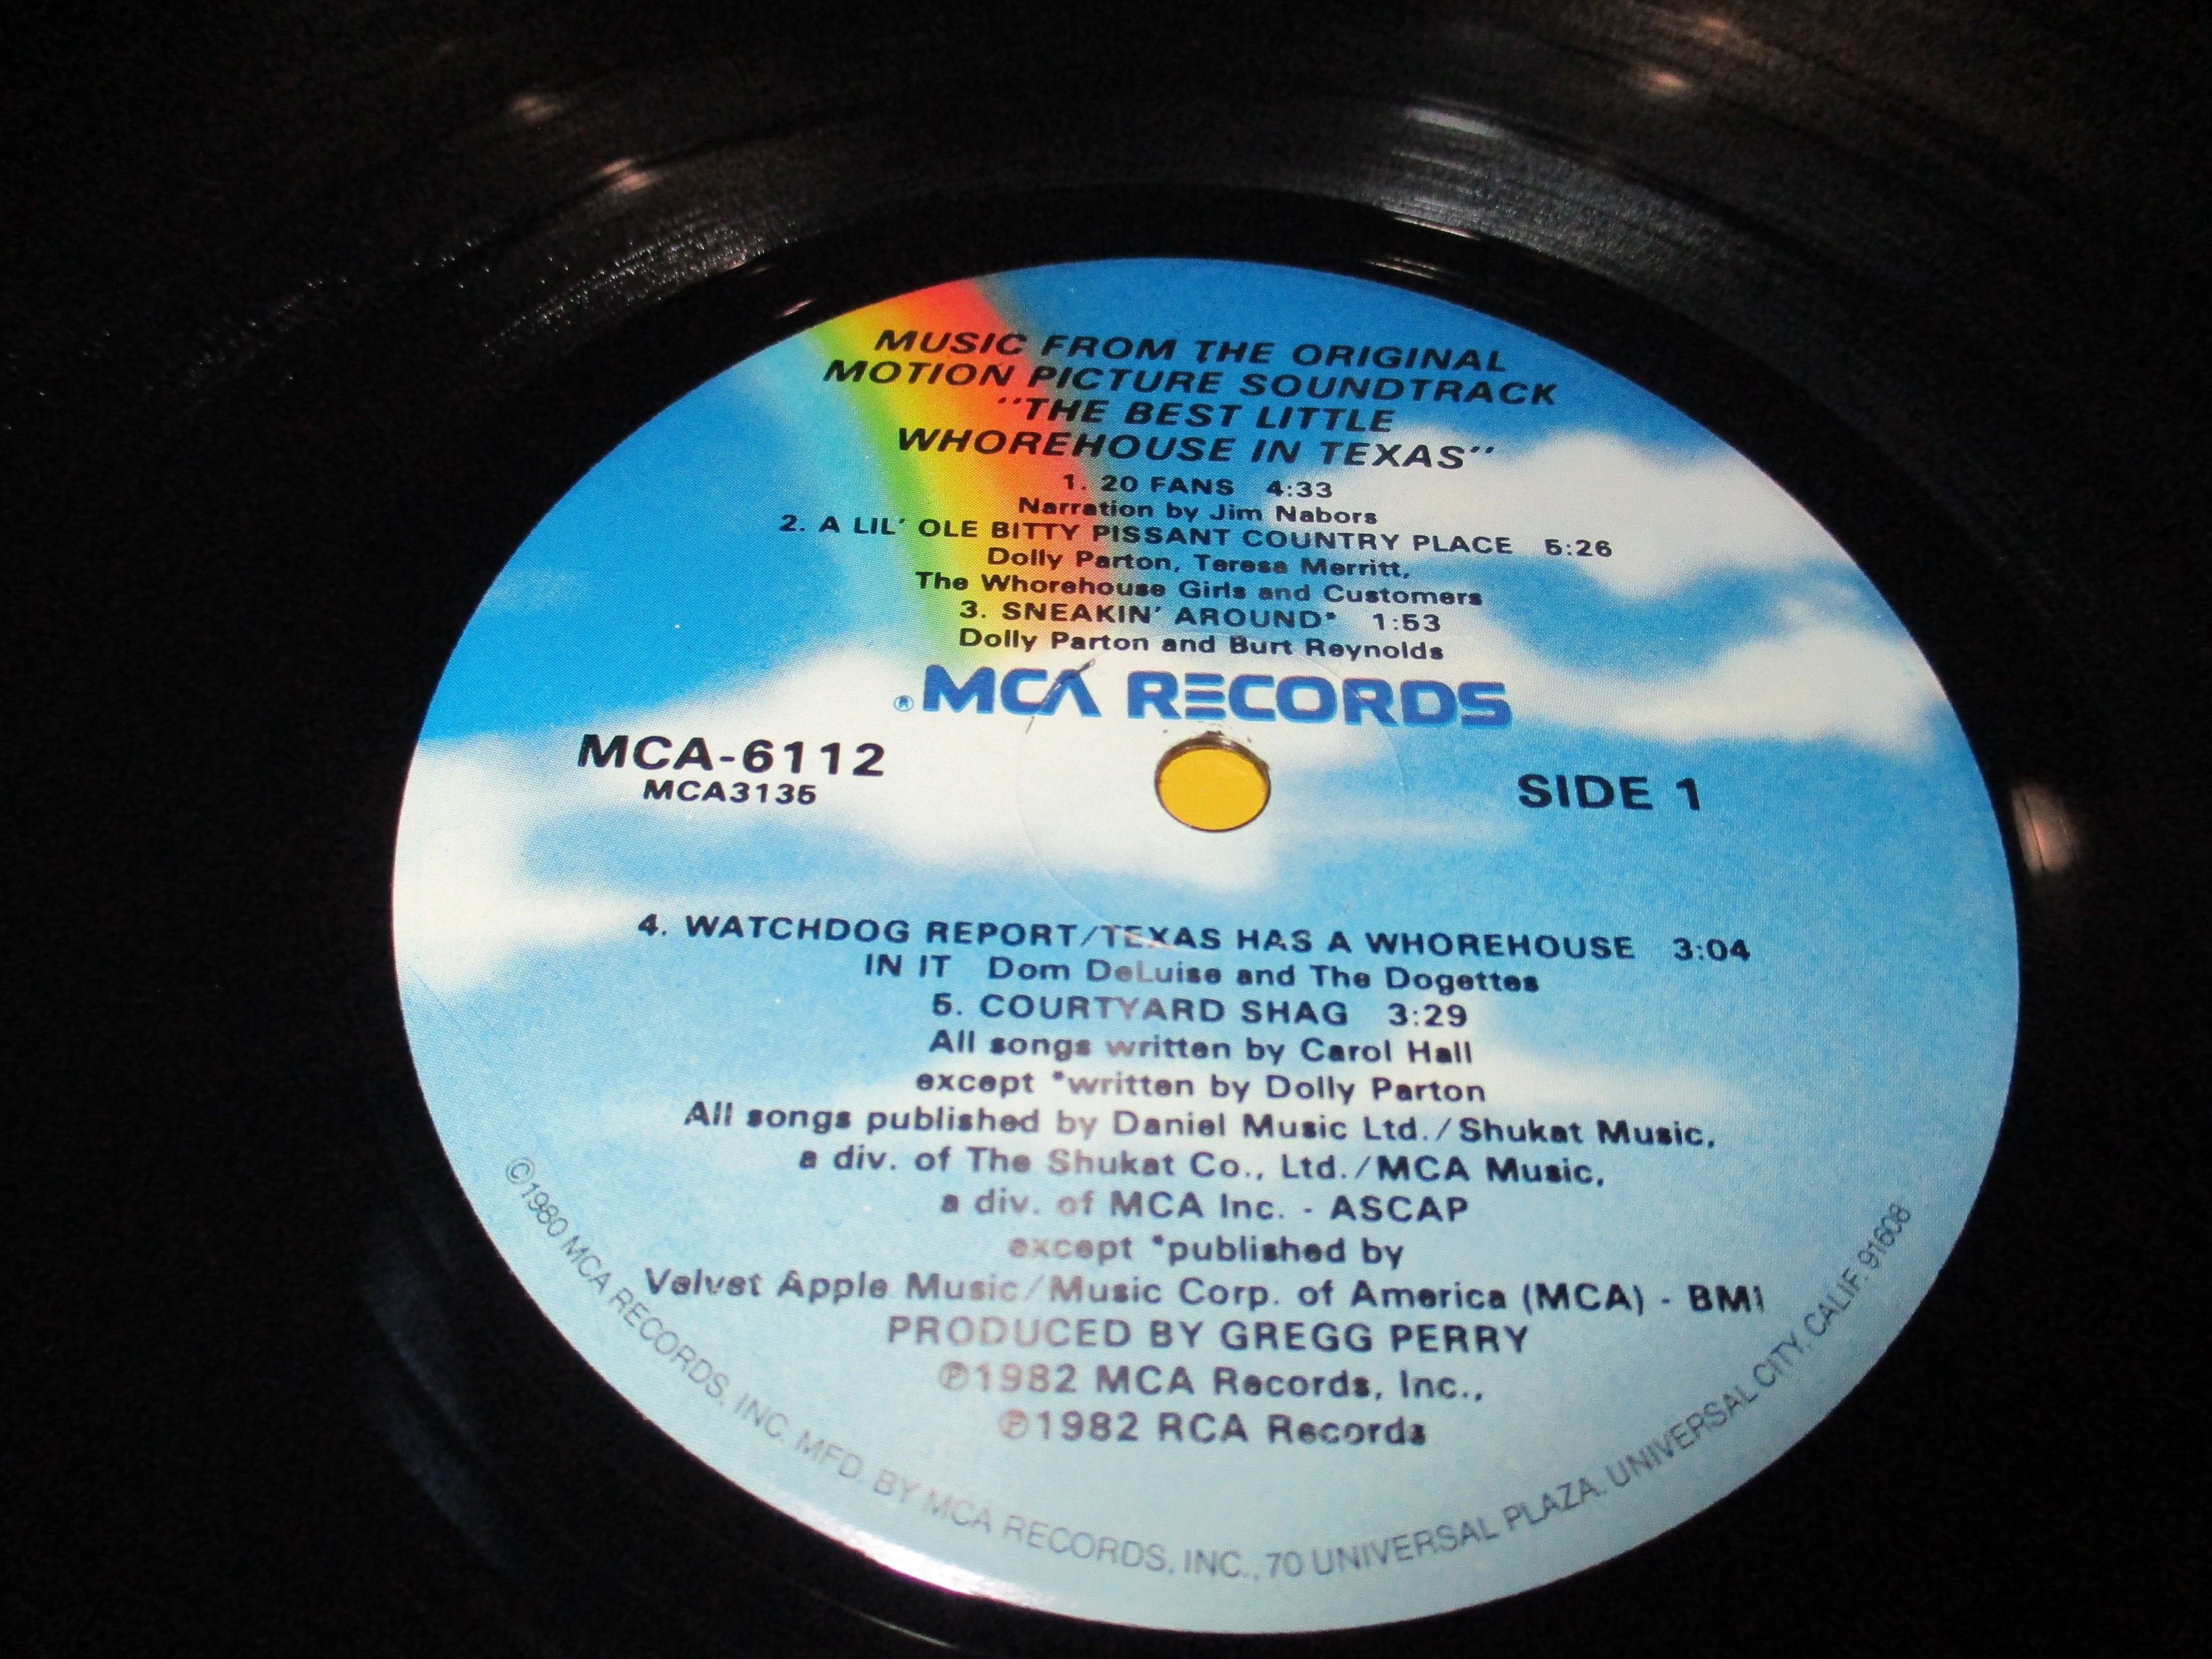 MUSIC FROM THE ORIGINAL
MOTION PICTURE SOUNDTRACK
"THE BEST LITTLE
WHOREHOUSE IN TEXAS"
1. 20 FANS 4:33
Narration by Jim Nabors
2. A LIL' OLE BITTY PISSANT COUNTRY PLACE 5:26
Dolly Parton, Teresa Merritt,
The Whorehouse Girls and Customers
3. SNEAKIN' AROUND* 1:53
Dolly Parton and Burt Reynolds
®MCA RECORDS
MCA-6112
MCA3135
SIDE 1
4. WATCHDOG REPORT/TEXAS HAS A WHOREHOUSE 3:04
IN IT Dom DeLuise and The Dogettes
5. COURTYARD SHAG 3:29
All songs written by Carol Hall
except *written by Dolly Parton
All songs published by Daniel Music Ltd./Shukat Music,
a div. of The Shukat Co., Ltd./MCA Music,
a div. of MCA Inc. - ASCAP
except *published by
Velvet Apple Music/Music Corp. of America (MCA) - BMI
PRODUCED BY GREGG PERRY
℗1982 MCA Records, Inc.,
℗1982 RCA Records
©1980 MCA RECORDS, INC. MFD. BY MCA RECORDS, INC., 70 UNIVERSAL PLAZA, UNIVERSAL CITY, CALIF. 91608